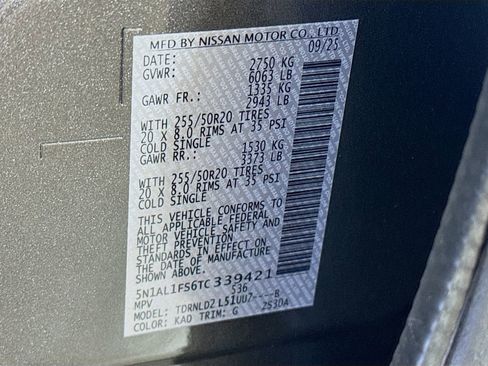 MFD BY NISSAN MOTOR CO., LTD
DATE: 09/25
GVWR: 2750 KG
6063 LB
GAWR FR.: 1335 KG
2943 LB
WITH 255/50R20 TIRES
20 X 8.0 RIMS AT 35 PSI
COLD SINGLE
GAWR RR.: 1530 KG
3373 LB
WITH 255/50R20 TIRES
20 X 8.0 RIMS AT 35 PSI
COLD SINGLE
THIS VEHICLE CONFORMS TO
ALL APPLICABLE FEDERAL
MOTOR VEHICLE SAFETY AND
THEFT PREVENTION
STANDARDS IN EFFECT ON
THE DATE OF MANUFACTURE
SHOWN ABOVE.
5N1AL1FS6TC339421
MPV 536
MODEL: TDRNLD2L51UU7----B
COLOR: KAD TRIM: G 2530A